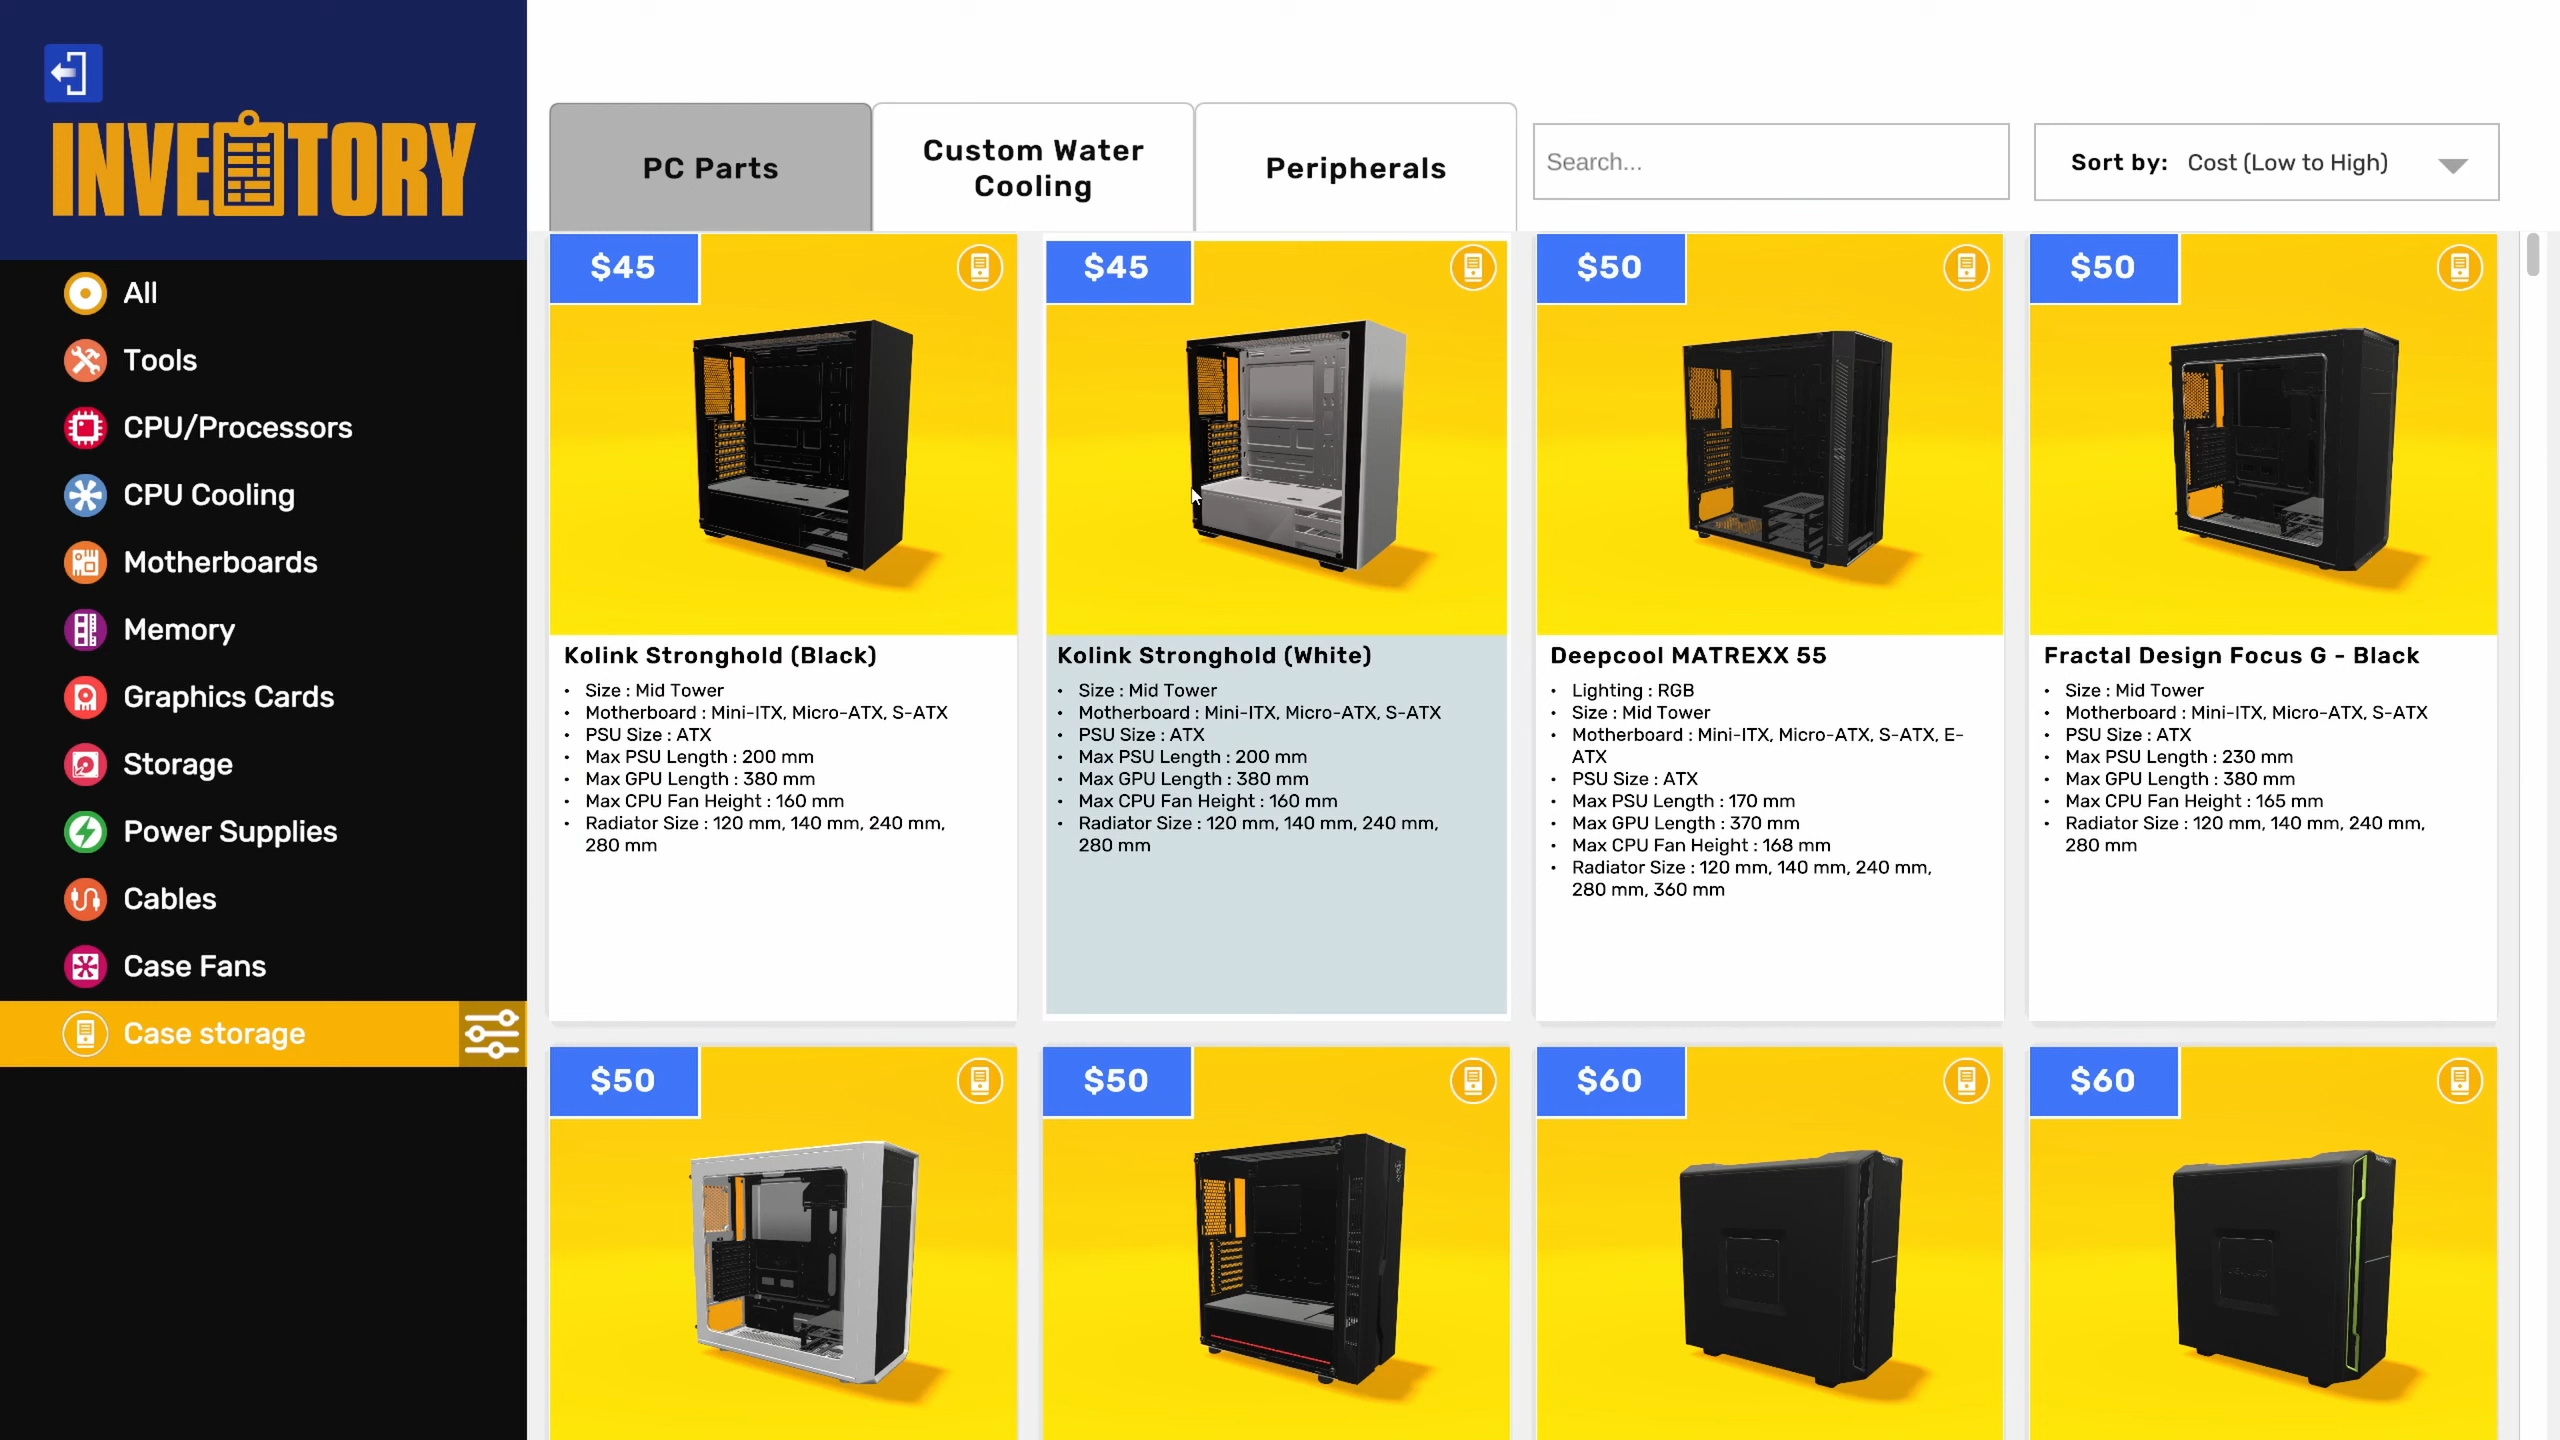 INVENTORY
All
Tools
CPU/Processors
CPU Cooling
Motherboards
Memory
Graphics Cards
Storage
Power Supplies
Cables
Case Fans
Case storage
PC Parts
Custom Water
Cooling
Peripherals
Search...
Sort by: Cost (Low to High)
$45
Kolink Stronghold (Black)
• Size : Mid Tower
• Motherboard : Mini-ITX, Micro-ATX, S-ATX
• PSU Size : ATX
• Max PSU Length : 200 mm
• Max GPU Length : 380 mm
• Max CPU Fan Height : 160 mm
• Radiator Size : 120 mm, 140 mm, 240 mm,
280 mm
$45
Kolink Stronghold (White)
• Size : Mid Tower
• Motherboard : Mini-ITX, Micro-ATX, S-ATX
• PSU Size : ATX
• Max PSU Length : 200 mm
• Max GPU Length : 380 mm
• Max CPU Fan Height : 160 mm
• Radiator Size : 120 mm, 140 mm, 240 mm,
280 mm
$50
Deepcool MATREXX 55
• Lighting : RGB
• Size : Mid Tower
• Motherboard : Mini-ITX, Micro-ATX, S-ATX, E-
ATX
• PSU Size : ATX
• Max PSU Length : 170 mm
• Max GPU Length : 370 mm
• Max CPU Fan Height : 168 mm
• Radiator Size : 120 mm, 140 mm, 240 mm,
280 mm, 360 mm
$50
Fractal Design Focus G - Black
• Size : Mid Tower
• Motherboard : Mini-ITX, Micro-ATX, S-ATX
• PSU Size : ATX
• Max PSU Length : 230 mm
• Max GPU Length : 380 mm
• Max CPU Fan Height : 165 mm
• Radiator Size : 120 mm, 140 mm, 240 mm,
280 mm
$50
$50
$60
$60